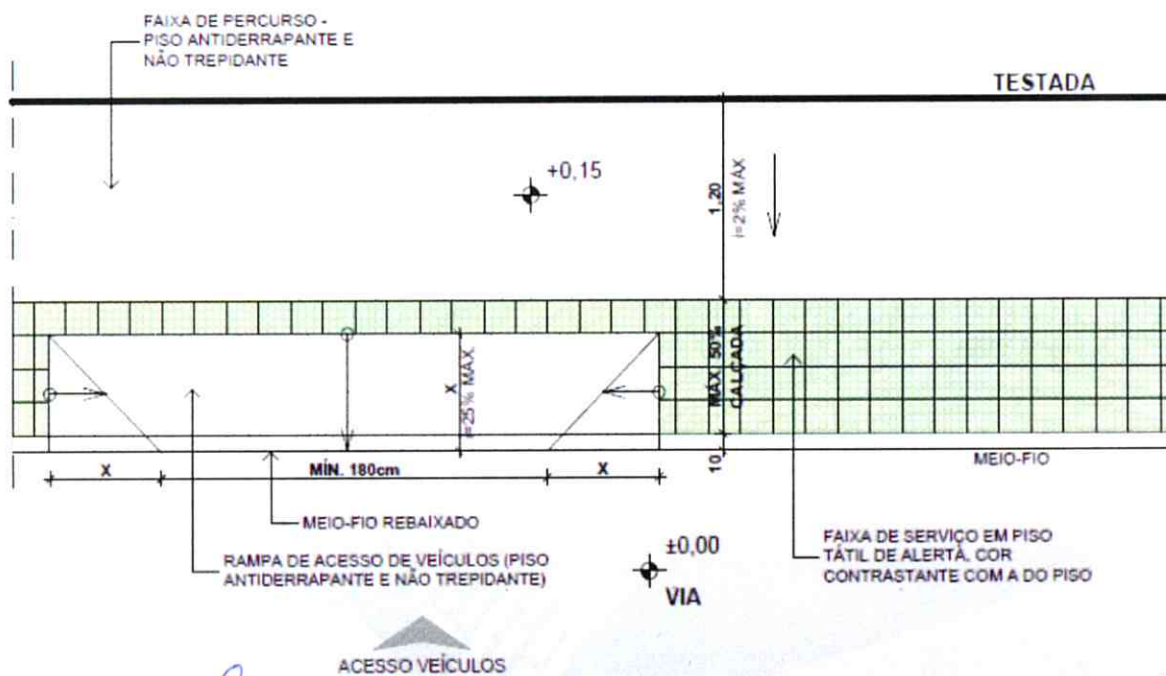 FAIXA DE PERCURSO -
PISO ANTIDERRAPANTE E
NÃO TREPIDANTE
TESTADA
+0,15
1,20
i=2% MÁX
X
i=25% MÁX.
MÁX. 50%
CALÇADA
X
MÍN. 180cm
X
10
MEIO-FIO
MEIO-FIO REBAIXADO
RAMPA DE ACESSO DE VEÍCULOS (PISO
ANTIDERRAPANTE E NÃO TREPIDANTE)
±0,00
VIA
FAIXA DE SERVIÇO EM PISO
TÁTIL DE ALERTA, COR
CONTRASTANTE COM A DO PISO
ACESSO VEÍCULOS